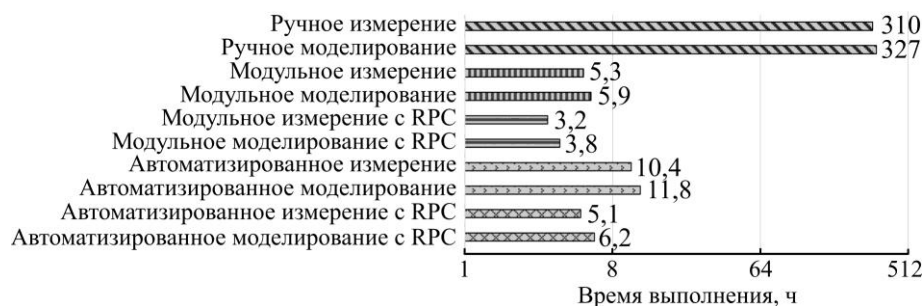 Ручное измерение 310
Ручное моделирование 327
Модульное измерение 5,3
Модульное моделирование 5,9
Модульное измерение с RPC 3,2
Модульное моделирование с RPC 3,8
Автоматизированное измерение 10,4
Автоматизированное моделирование 11,8
Автоматизированное измерение с RPC 5,1
Автоматизированное моделирование с RPC 6,2
1 8 64 512
Время выполнения, ч